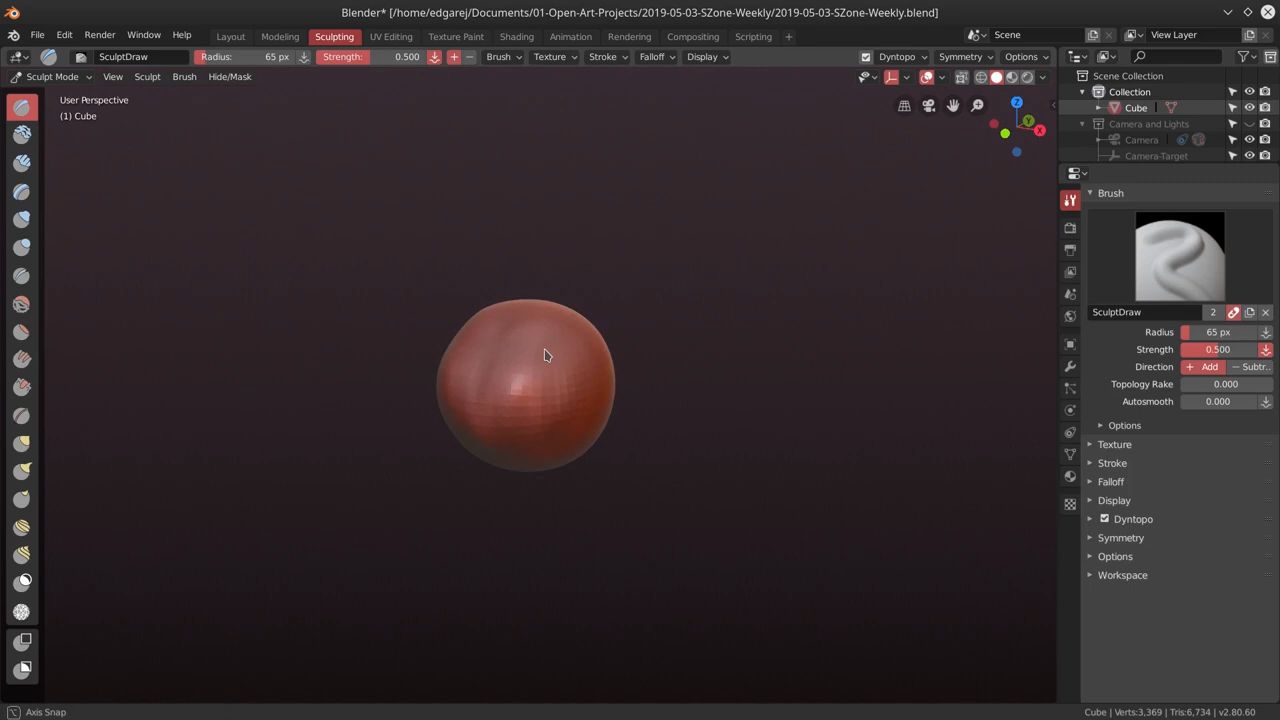 Blender* [/home/edgarej/Documents/01-Open-Art-Projects/2019-05-03-SZone-Weekly/2019-05-03-SZone-Weekly.blend]
File Edit Render Window Help Layout Modeling Sculpting UV Editing Texture Paint Shading Animation Rendering Compositing Scripting + Scene View Layer
SculptDraw Radius: 65 px Strength: 0.500 Brush Texture Stroke Falloff Display Dyntopo Symmetry Options
Sculpt Mode View Sculpt Brush Hide/Mask
User Perspective
(1) Cube
Z
Y
X
Scene Collection
Collection
Cube
Camera and Lights
Camera
Camera-Target
Brush
SculptDraw 2
Radius 65 px
Strength 0.500
Direction + Add − Subtr..
Topology Rake 0.000
Autosmooth 0.000
Options
Texture
Stroke
Falloff
Display
Dyntopo
Symmetry
Options
Workspace
Axis Snap
Cube | Verts:3,369 | Tris:6,734 | v2.80.60